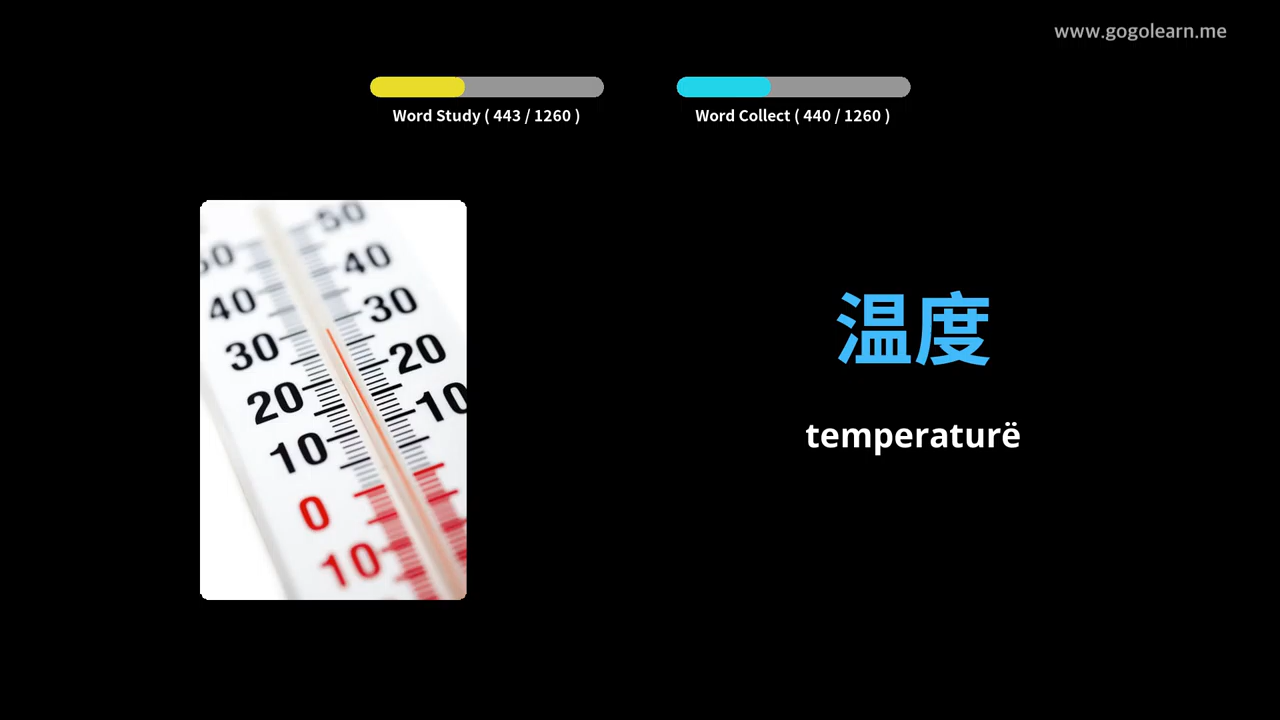 www.gogolearn.me
Word Study ( 443 / 1260 )
Word Collect ( 440 / 1260 )
50
50
40
40
30
30
20
20
10
10
0
10
温度
temperaturë